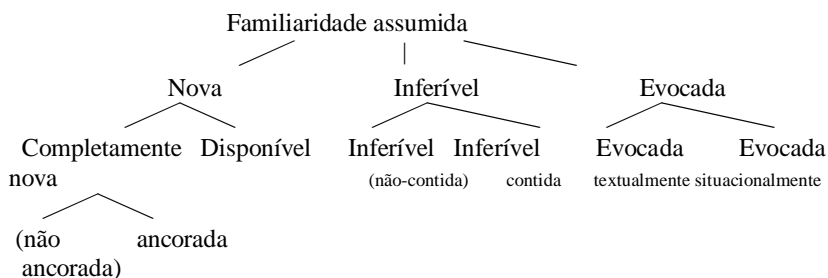 Familiaridade assumida
Nova Inferível Evocada
Completamente Disponível Inferível Inferível Evocada Evocada
nova (não-contida) contida textualmente situacionalmente
(não ancorada
ancorada)